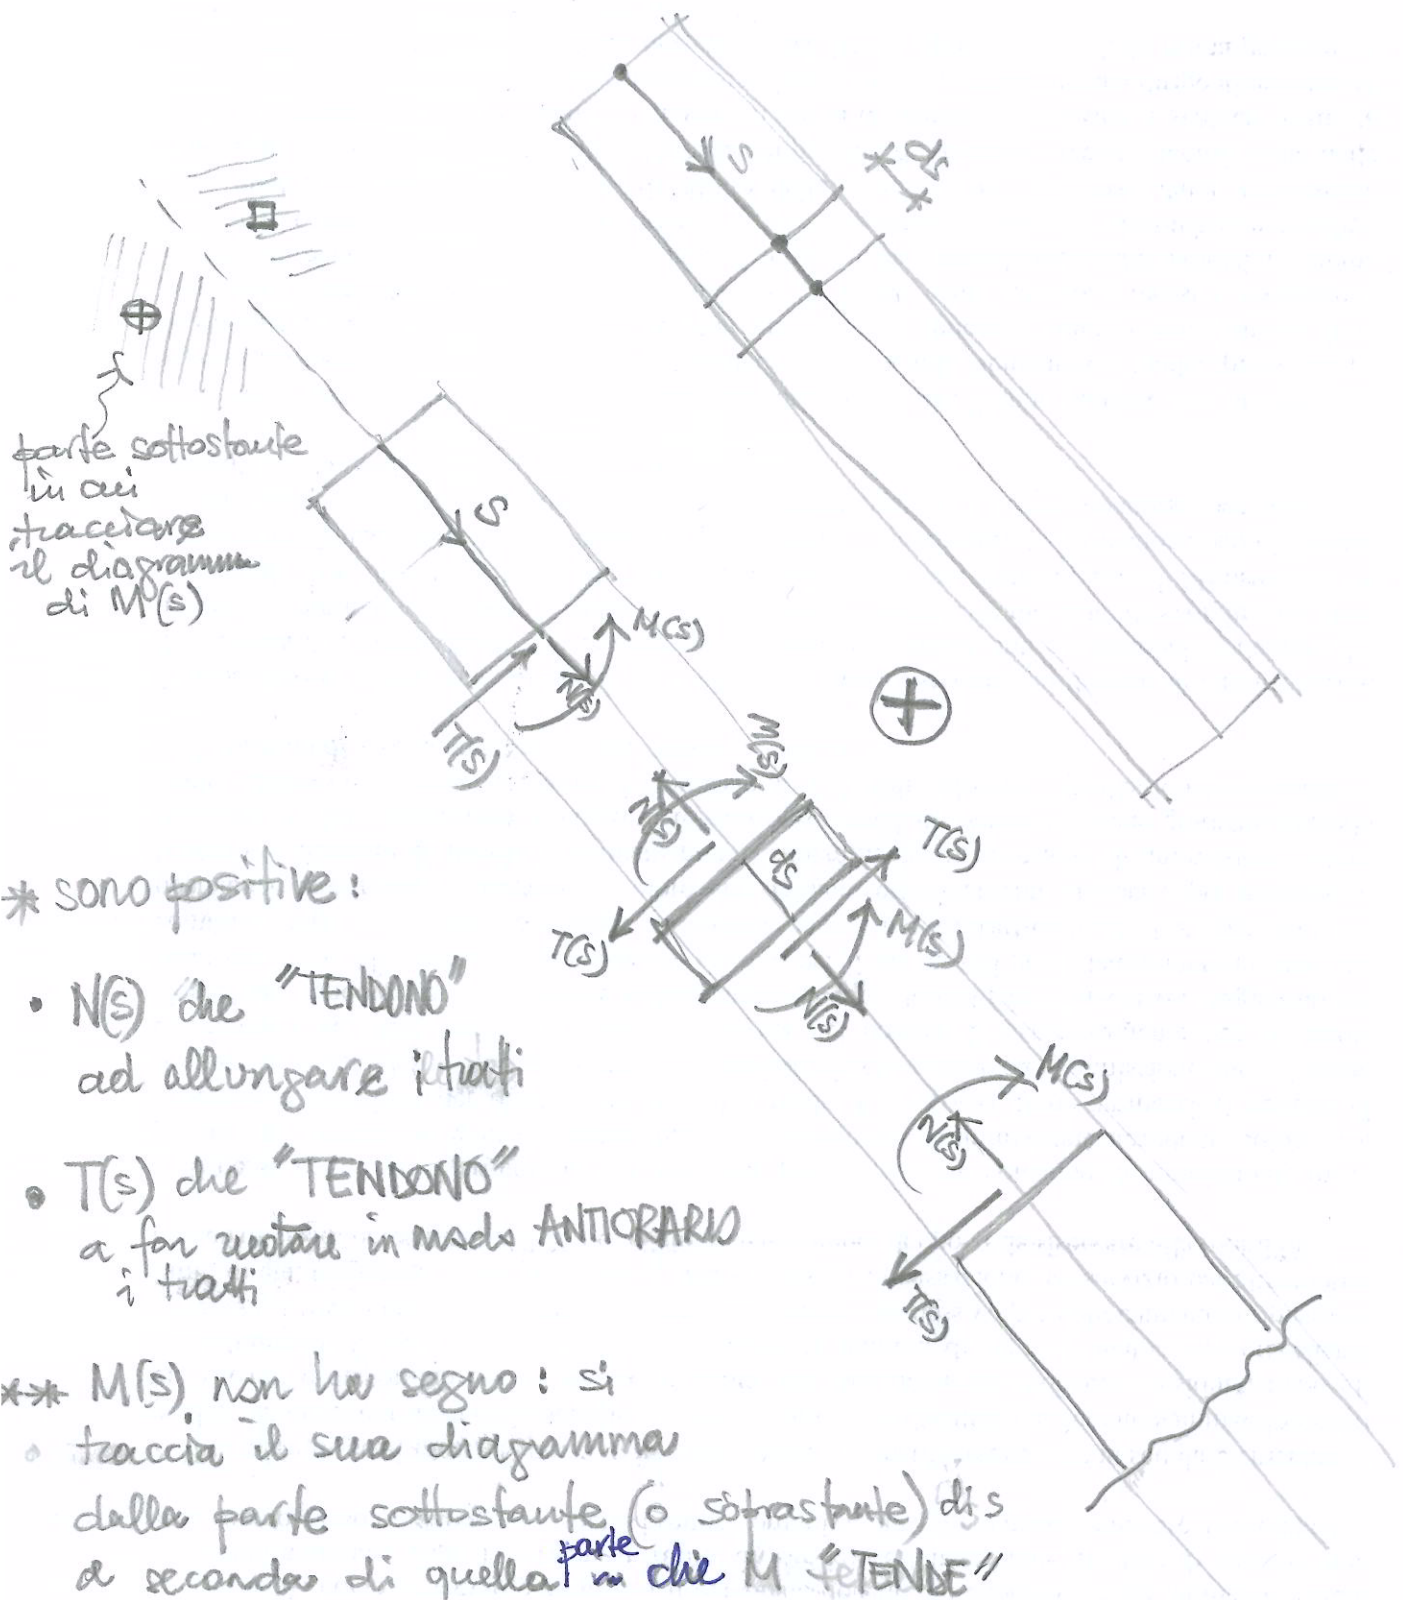 S
ds
parte sottostante
in cui
tracciare
il diagramma
di M(s)
S
M(s)
N(s)
T(s)
M(s)
N(s)
ds
T(s)
T(s)
M(s)
N(s)
* sono positive:
• N(s) che "TENDONO"
ad allungare i tratti
M(s)
N(s)
T(s)
• T(s) che "TENDONO"
a far ruotare in modo ANTIORARIO
i tratti
** M(s) non ha segno: si
traccia il suo diagramma
dalla parte sottostante (o soprastante) di s
a seconda di quella parte che M "TENDE"